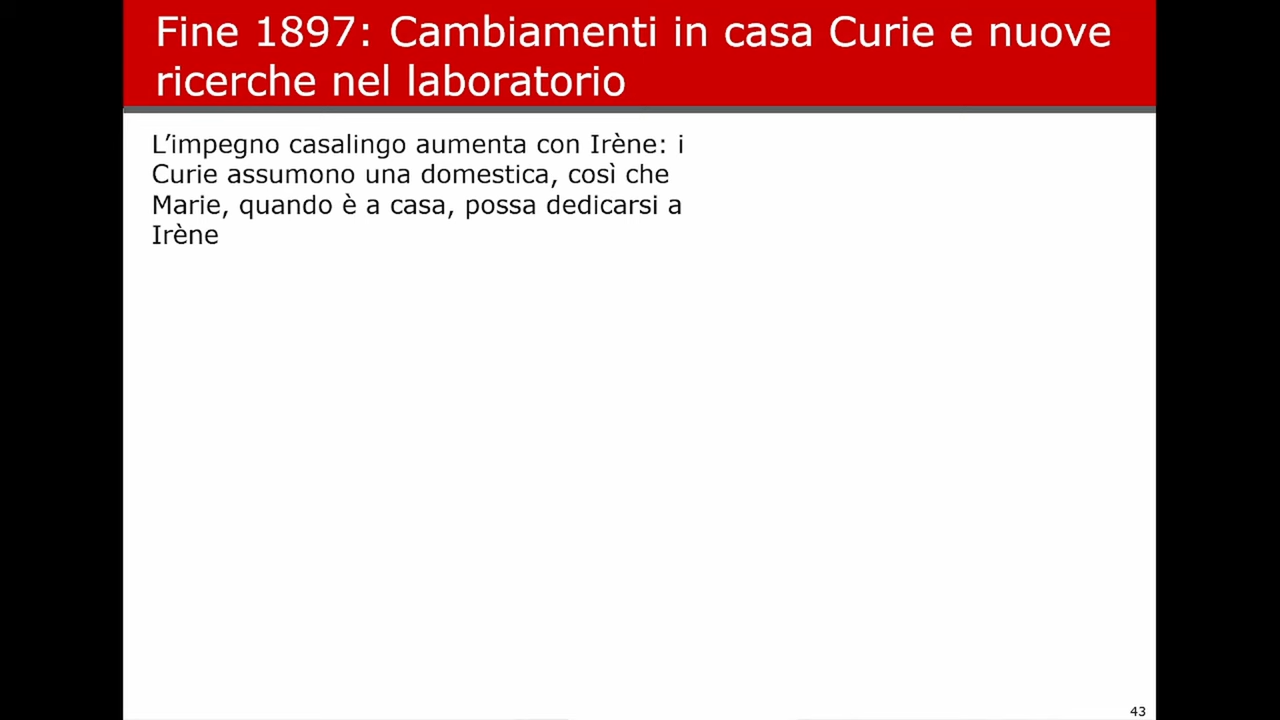 Fine 1897: Cambiamenti in casa Curie e nuove
ricerche nel laboratorio
L’impegno casalingo aumenta con Irène: i
Curie assumono una domestica, così che
Marie, quando è a casa, possa dedicarsi a
Irène
43